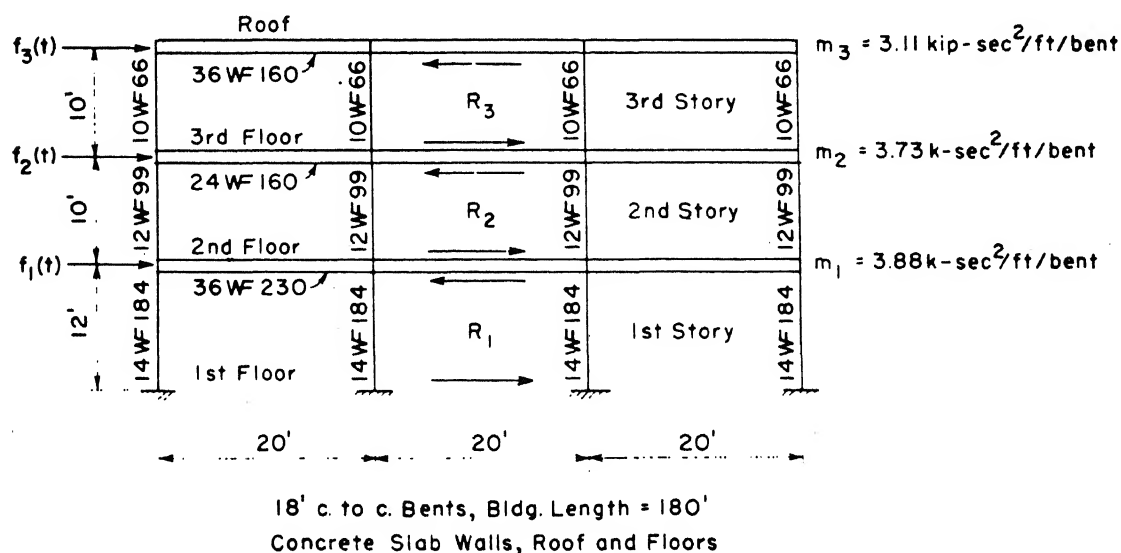 Roof
f₃(t)
m₃ = 3.11 kip-sec²/ft/bent
36 WF 160
10'
10WF66
10WF66
10WF66
10WF66
R₃
3rd Story
3rd Floor
f₂(t)
m₂ = 3.73 k-sec²/ft/bent
24 WF 160
10'
12WF99
12WF99
12WF99
12WF99
R₂
2nd Story
2nd Floor
f₁(t)
m₁ = 3.88 k-sec²/ft/bent
36 WF 230
12'
14WF184
14WF184
14WF184
14WF184
R₁
1st Story
1st Floor
20' 20' 20'
18' c. to c. Bents, Bldg. Length = 180'
Concrete Slab Walls, Roof and Floors